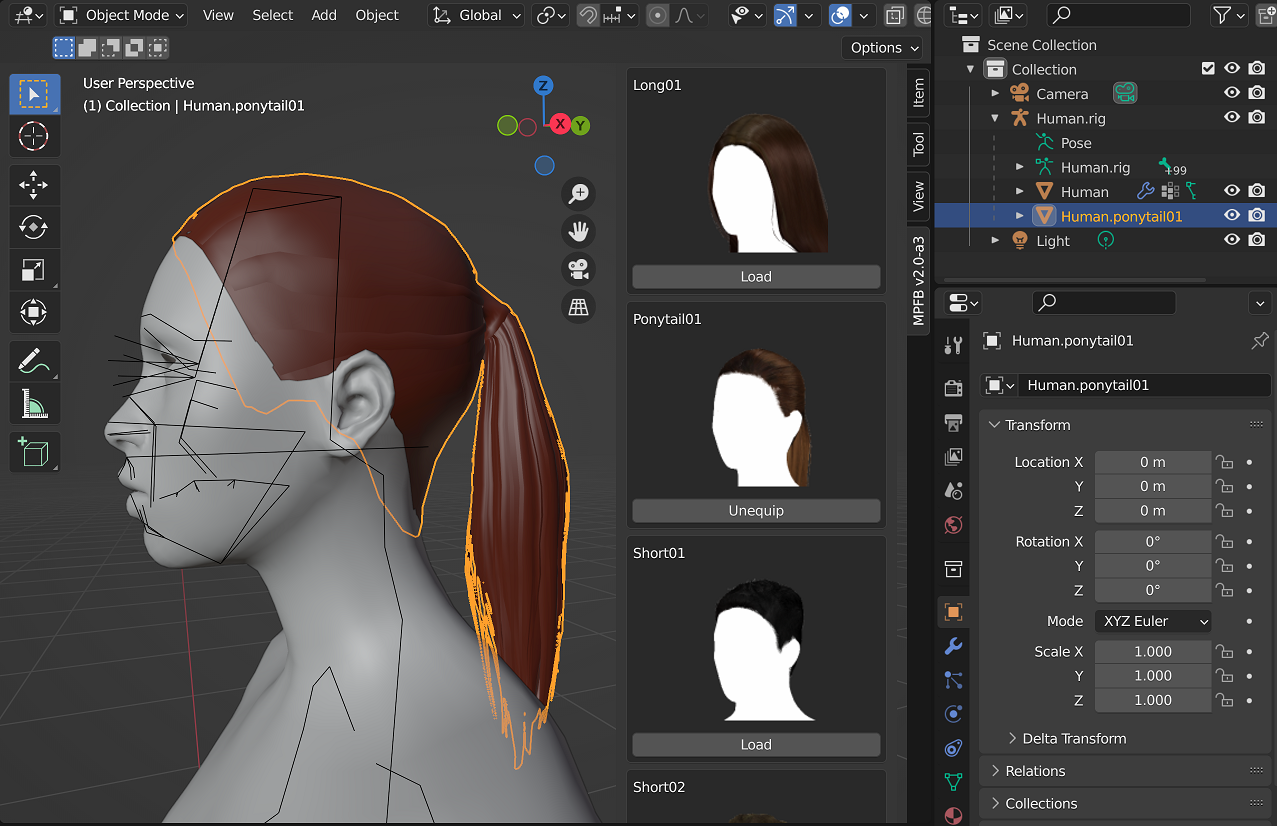 Object Mode
View
Select
Add
Object
Global
Options
User Perspective
(1) Collection | Human.ponytail01
Z
X
Y
Long01
Load
Ponytail01
Unequip
Short01
Load
Short02
Item
Tool
View
MPFB v2.0-a3
Scene Collection
Collection
Camera
Human.rig
Pose
Human.rig
+99
Human
Human.ponytail01
Light
Human.ponytail01
Human.ponytail01
Transform
Location X 0 m
Y 0 m
Z 0 m
Rotation X 0°
Y 0°
Z 0°
Mode XYZ Euler
Scale X 1.000
Y 1.000
Z 1.000
Delta Transform
Relations
Collections